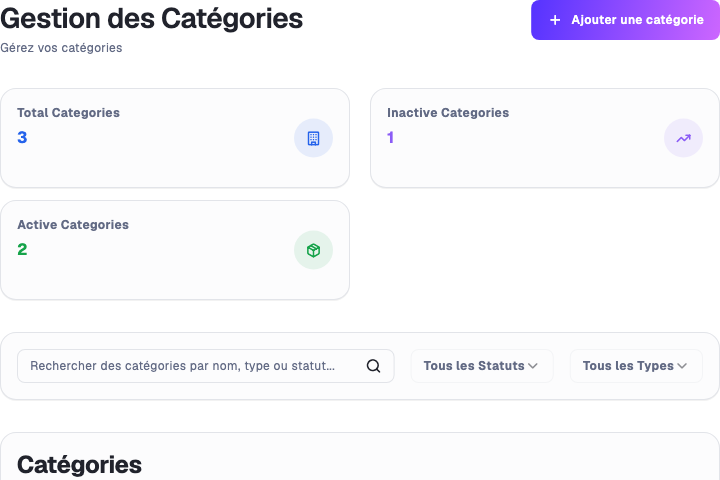 Gestion des Catégories
Ajouter une catégorie
Gérez vos catégories
Total Categories
3
Inactive Categories
1
Active Categories
2
Rechercher des catégories par nom, type ou statut...
Tous les Statuts
Tous les Types
Catégories